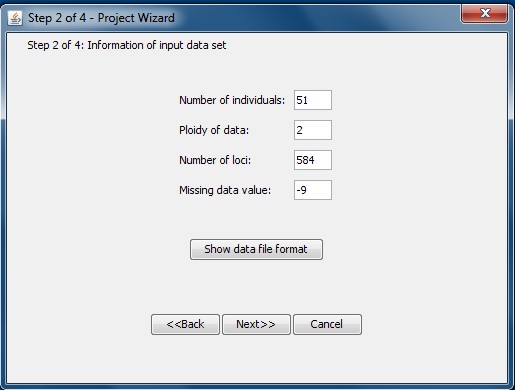 Step 2 of 4 - Project Wizard
Step 2 of 4: Information of input data set
Number of individuals: 51
Ploidy of data: 2
Number of loci: 584
Missing data value: -9
Show data file format
<<Back Next>> Cancel